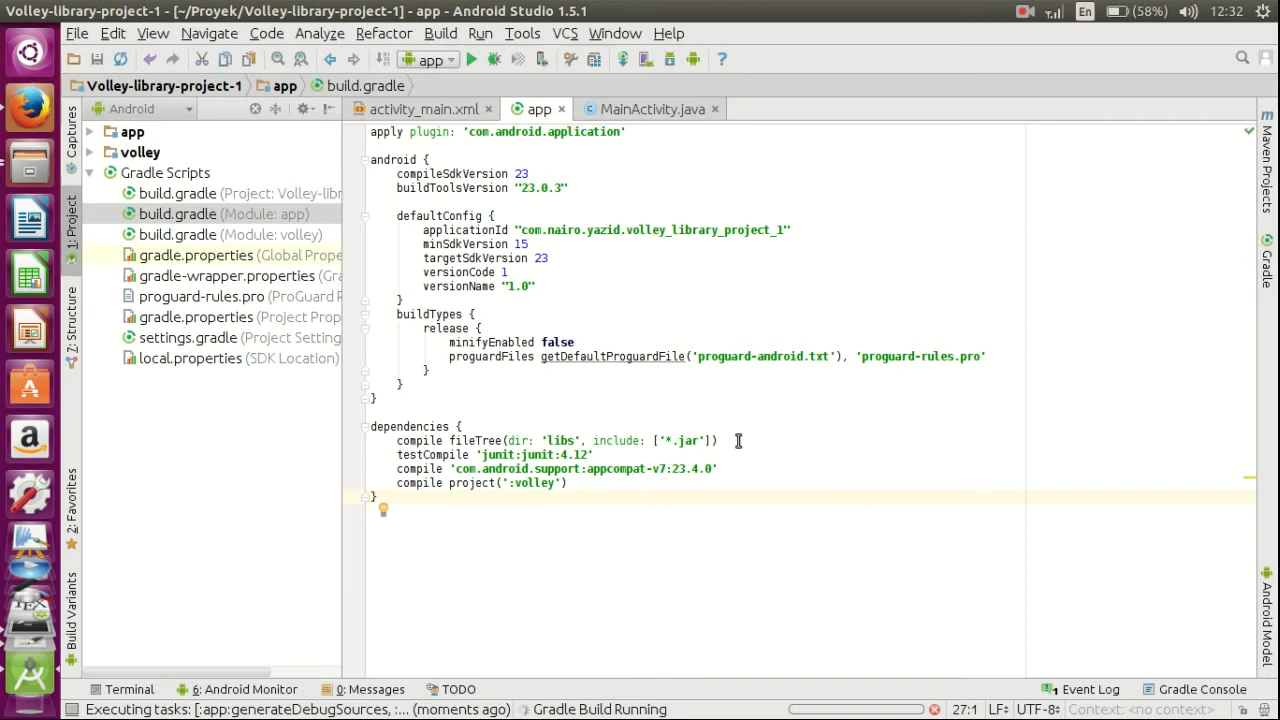 Volley-library-project-1 - [~/Proyek/Volley-library-project-1] - app - Android Studio 1.5.1
En (58%) 12:32
File Edit View Navigate Code Analyze Refactor Build Run Tools VCS Window Help
app
Volley-library-project-1 app build.gradle
Android
activity_main.xml app MainActivity.java
Captures
1: Project
7: Structure
2: Favorites
Build Variants
app
volley
Gradle Scripts
build.gradle (Project: Volley-libr
build.gradle (Module: app)
build.gradle (Module: volley)
gradle.properties (Global Prope
gradle-wrapper.properties (Gra
proguard-rules.pro (ProGuard R
gradle.properties (Project Prop
settings.gradle (Project Setting
local.properties (SDK Location)
apply plugin: 'com.android.application'
android {
compileSdkVersion 23
buildToolsVersion "23.0.3"
defaultConfig {
applicationId "com.nairo.yazid.volley_library_project_1"
minSdkVersion 15
targetSdkVersion 23
versionCode 1
versionName "1.0"
}
buildTypes {
release {
minifyEnabled false
proguardFiles getDefaultProguardFile('proguard-android.txt'), 'proguard-rules.pro'
}
}
}
dependencies {
compile fileTree(dir: 'libs', include: ['*.jar'])
testCompile 'junit:junit:4.12'
compile 'com.android.support:appcompat-v7:23.4.0'
compile project(':volley')
}
Maven Projects
Gradle
Android Model
Terminal 6: Android Monitor 0: Messages TODO 1 Event Log Gradle Console
Executing tasks: [:app:generateDebugSources, :... (moments ago) Gradle Build Running 27:1 LF÷ UTF-8÷ Context: <no context>